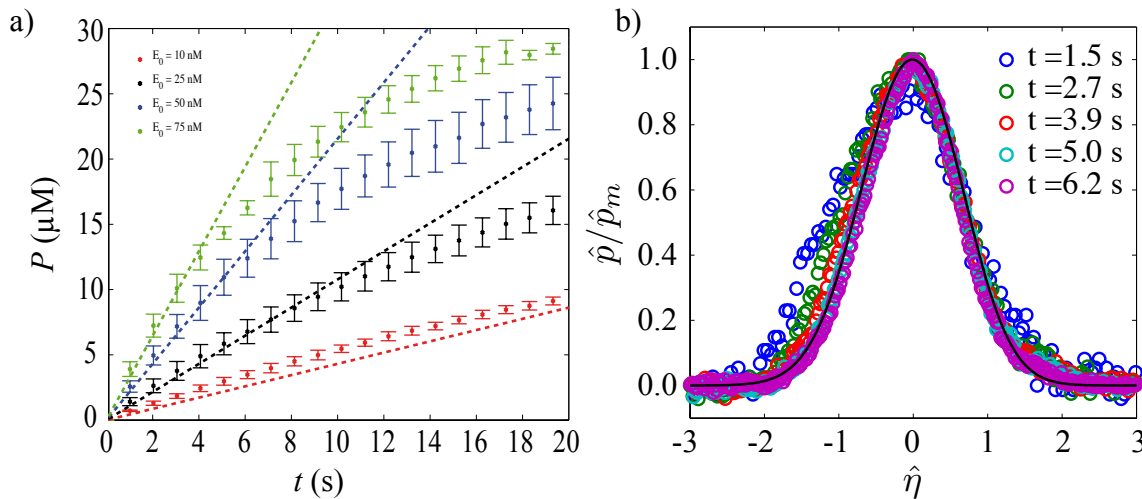 a)
30
25
20
15
10
5
0
P (µM)
E₀ = 10 nM
E₀ = 25 nM
E₀ = 50 nM
E₀ = 75 nM
0 2 4 6 8 10 12 14 16 18 20
t (s)
b)
1.0
0.8
0.6
0.4
0.2
0.0
p̂/p̂ₘ
t =1.5 s
t =2.7 s
t =3.9 s
t =5.0 s
t =6.2 s
-3 -2 -1 0 1 2 3
η̂